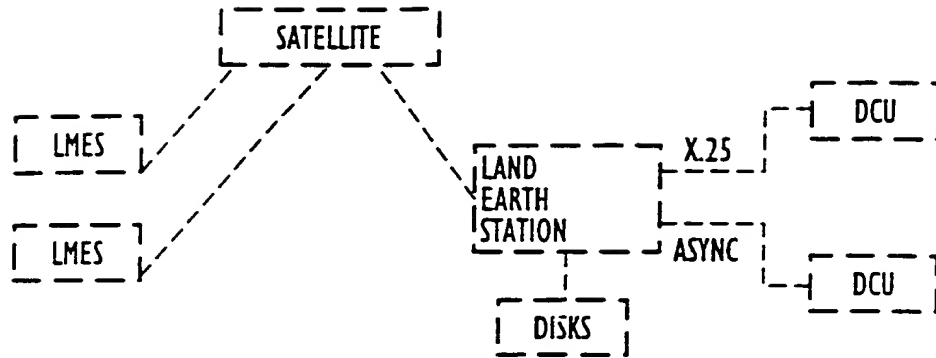 SATELLITE
LMES
LMES
LAND
EARTH
STATION
X.25
ASYNC
DCU
DCU
DISKS